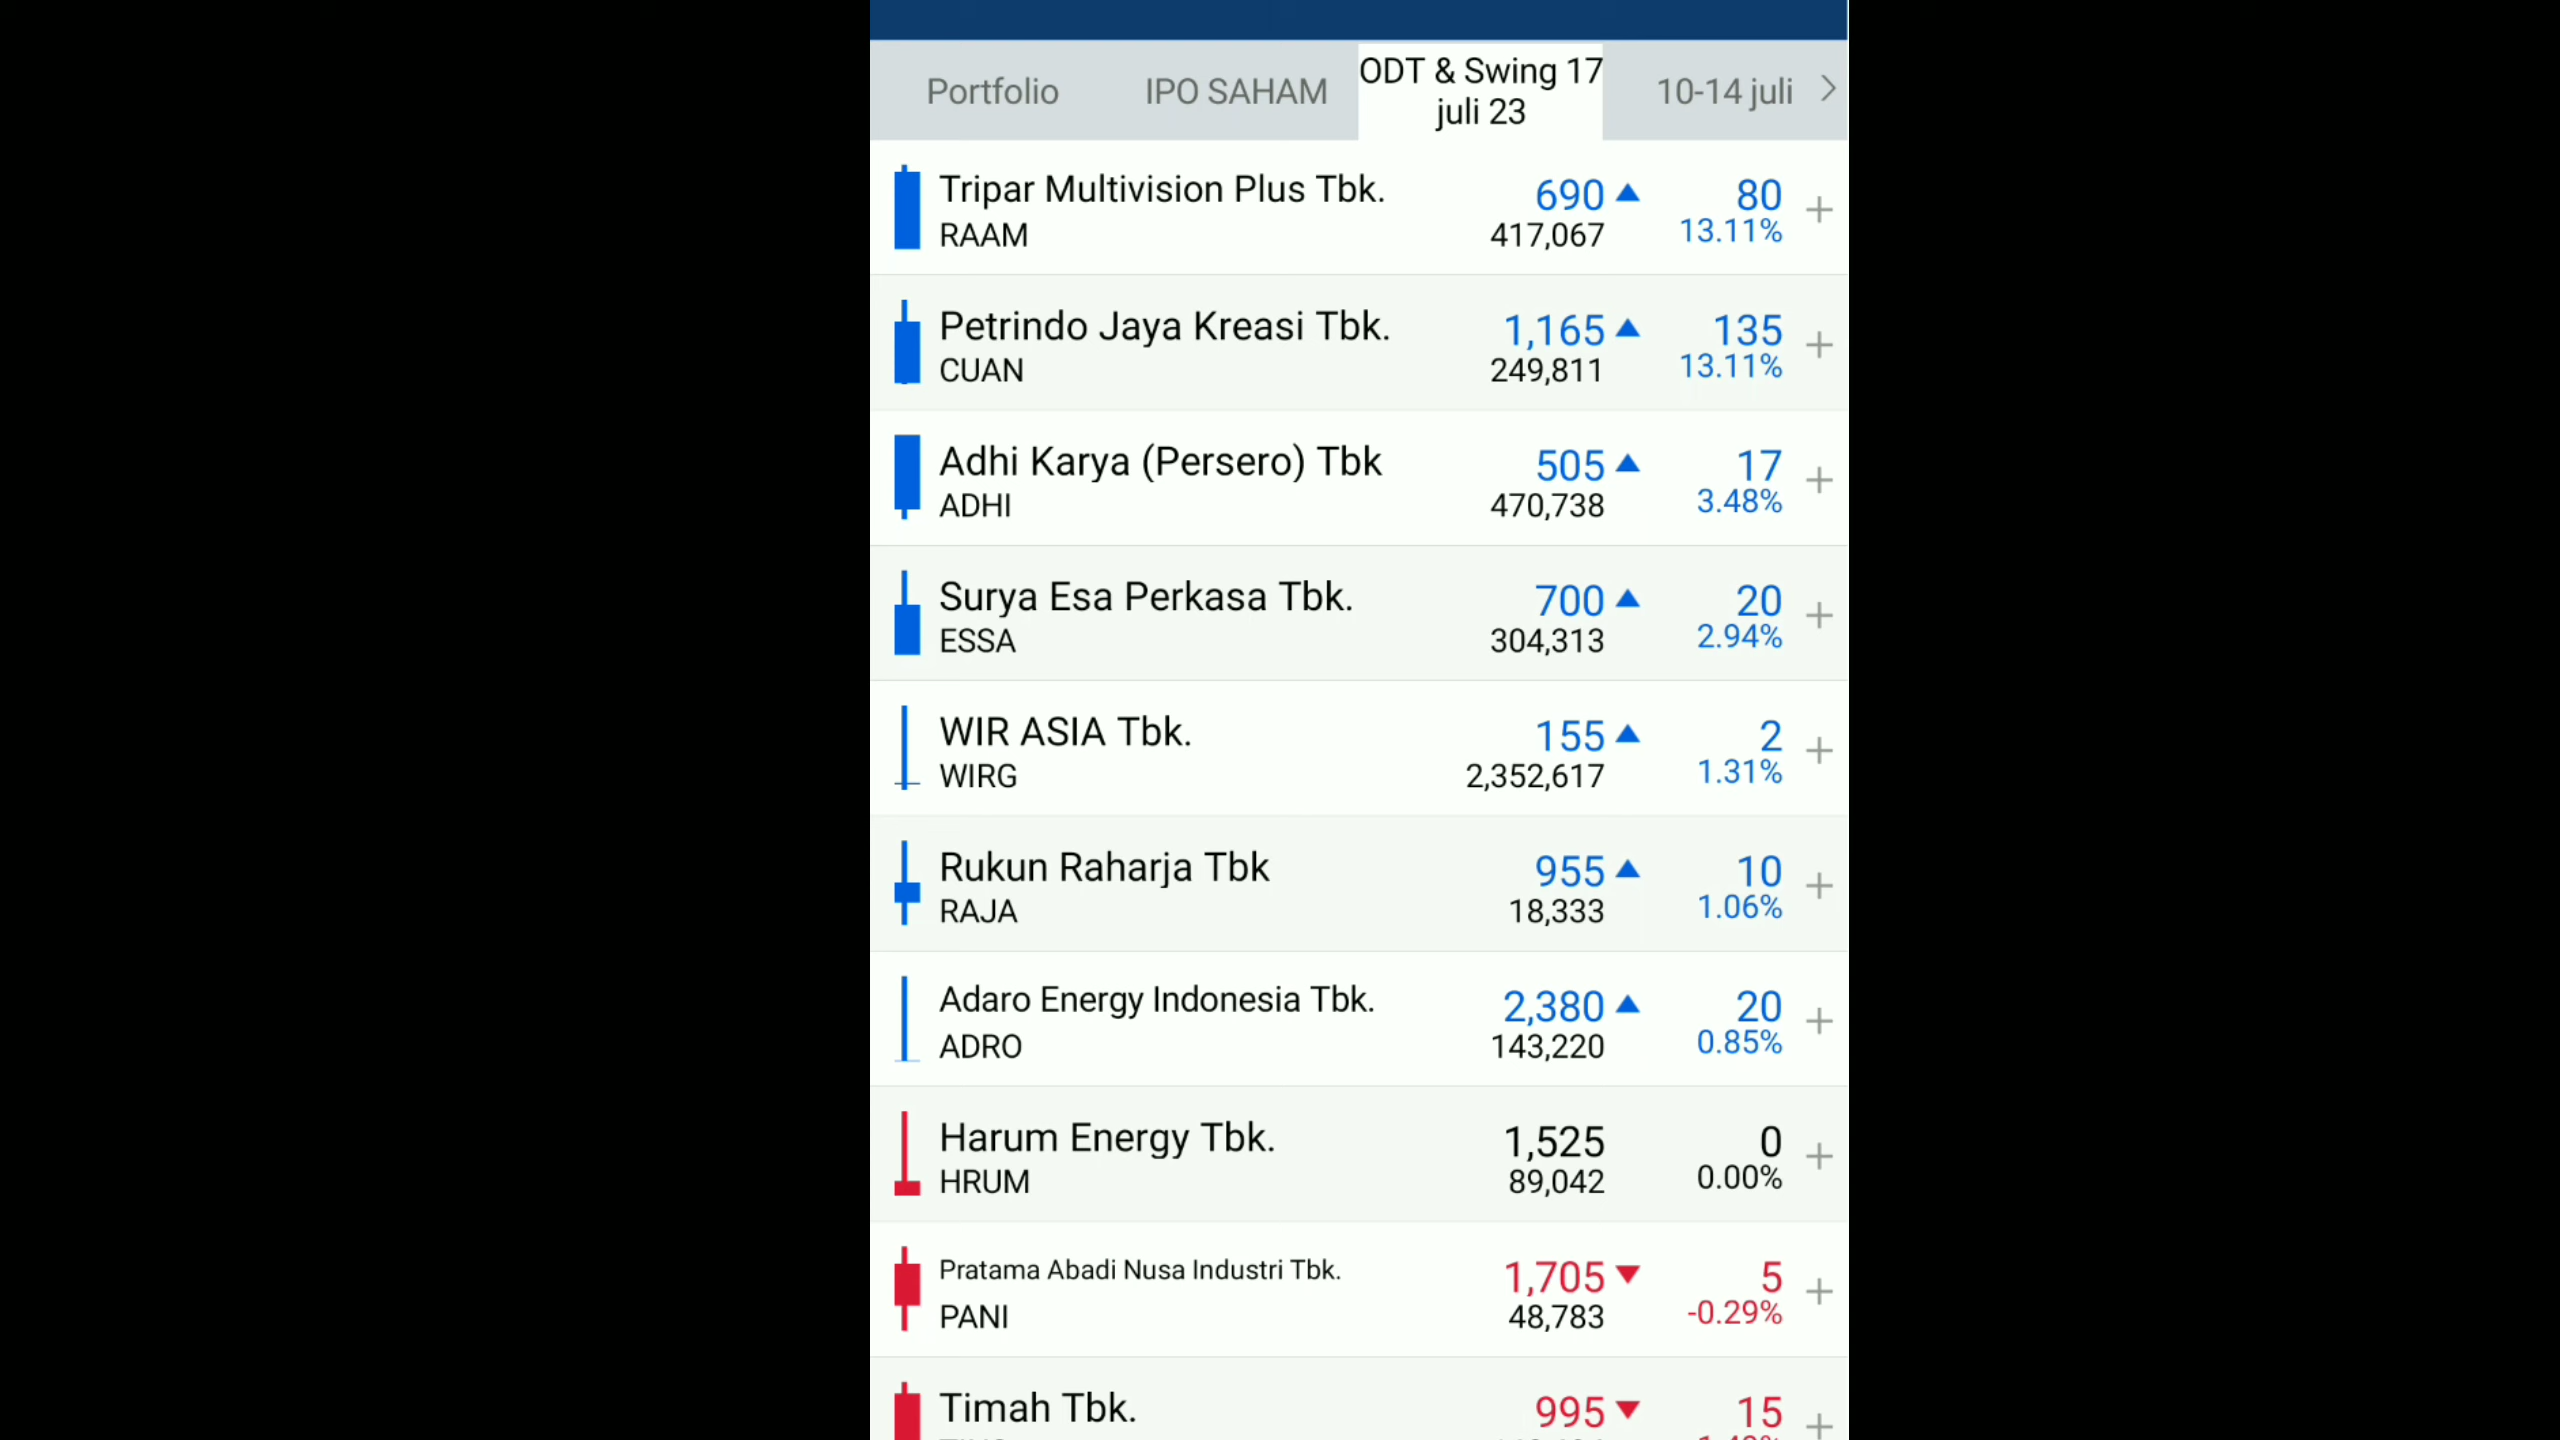 Portfolio
IPO SAHAM
ODT & Swing 17
juli 23
10-14 juli
Tripar Multivision Plus Tbk.
690
80
RAAM
417,067
13.11%
Petrindo Jaya Kreasi Tbk.
1,165
135
CUAN
249,811
13.11%
Adhi Karya (Persero) Tbk
505
17
ADHI
470,738
3.48%
Surya Esa Perkasa Tbk.
700
20
ESSA
304,313
2.94%
WIR ASIA Tbk.
155
2
WIRG
2,352,617
1.31%
Rukun Raharja Tbk
955
10
RAJA
18,333
1.06%
Adaro Energy Indonesia Tbk.
2,380
20
ADRO
143,220
0.85%
Harum Energy Tbk.
1,525
0
HRUM
89,042
0.00%
Pratama Abadi Nusa Industri Tbk.
1,705
5
PANI
48,783
-0.29%
Timah Tbk.
995
15